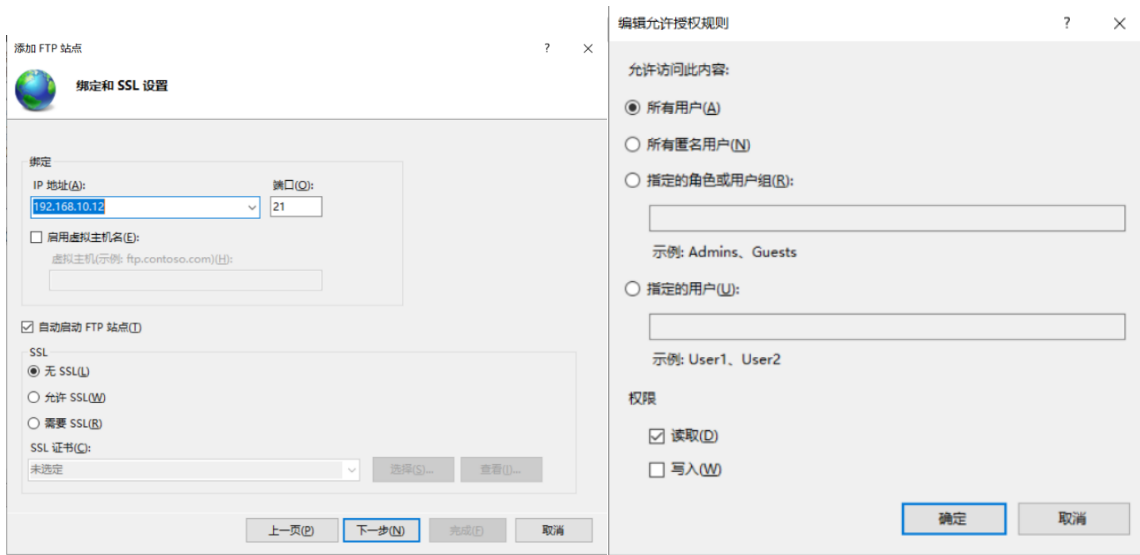 添加 FTP 站点
?
×
绑定和 SSL 设置
绑定
IP 地址(A):
端口(O):
192.168.10.12
21
启用虚拟主机名(E):
虚拟主机(示例: ftp.contoso.com)(H):
自动启动 FTP 站点(T)
SSL
无 SSL(L)
允许 SSL(W)
需要 SSL(R)
SSL 证书(C):
未选定
选择(S)...
查看(I)...
上一页(P)
下一步(N)
完成(F)
取消
编辑允许授权规则
?
×
允许访问此内容:
所有用户(A)
所有匿名用户(N)
指定的角色或用户组(R):
示例: Admins、Guests
指定的用户(U):
示例: User1、User2
权限
读取(D)
写入(W)
确定
取消